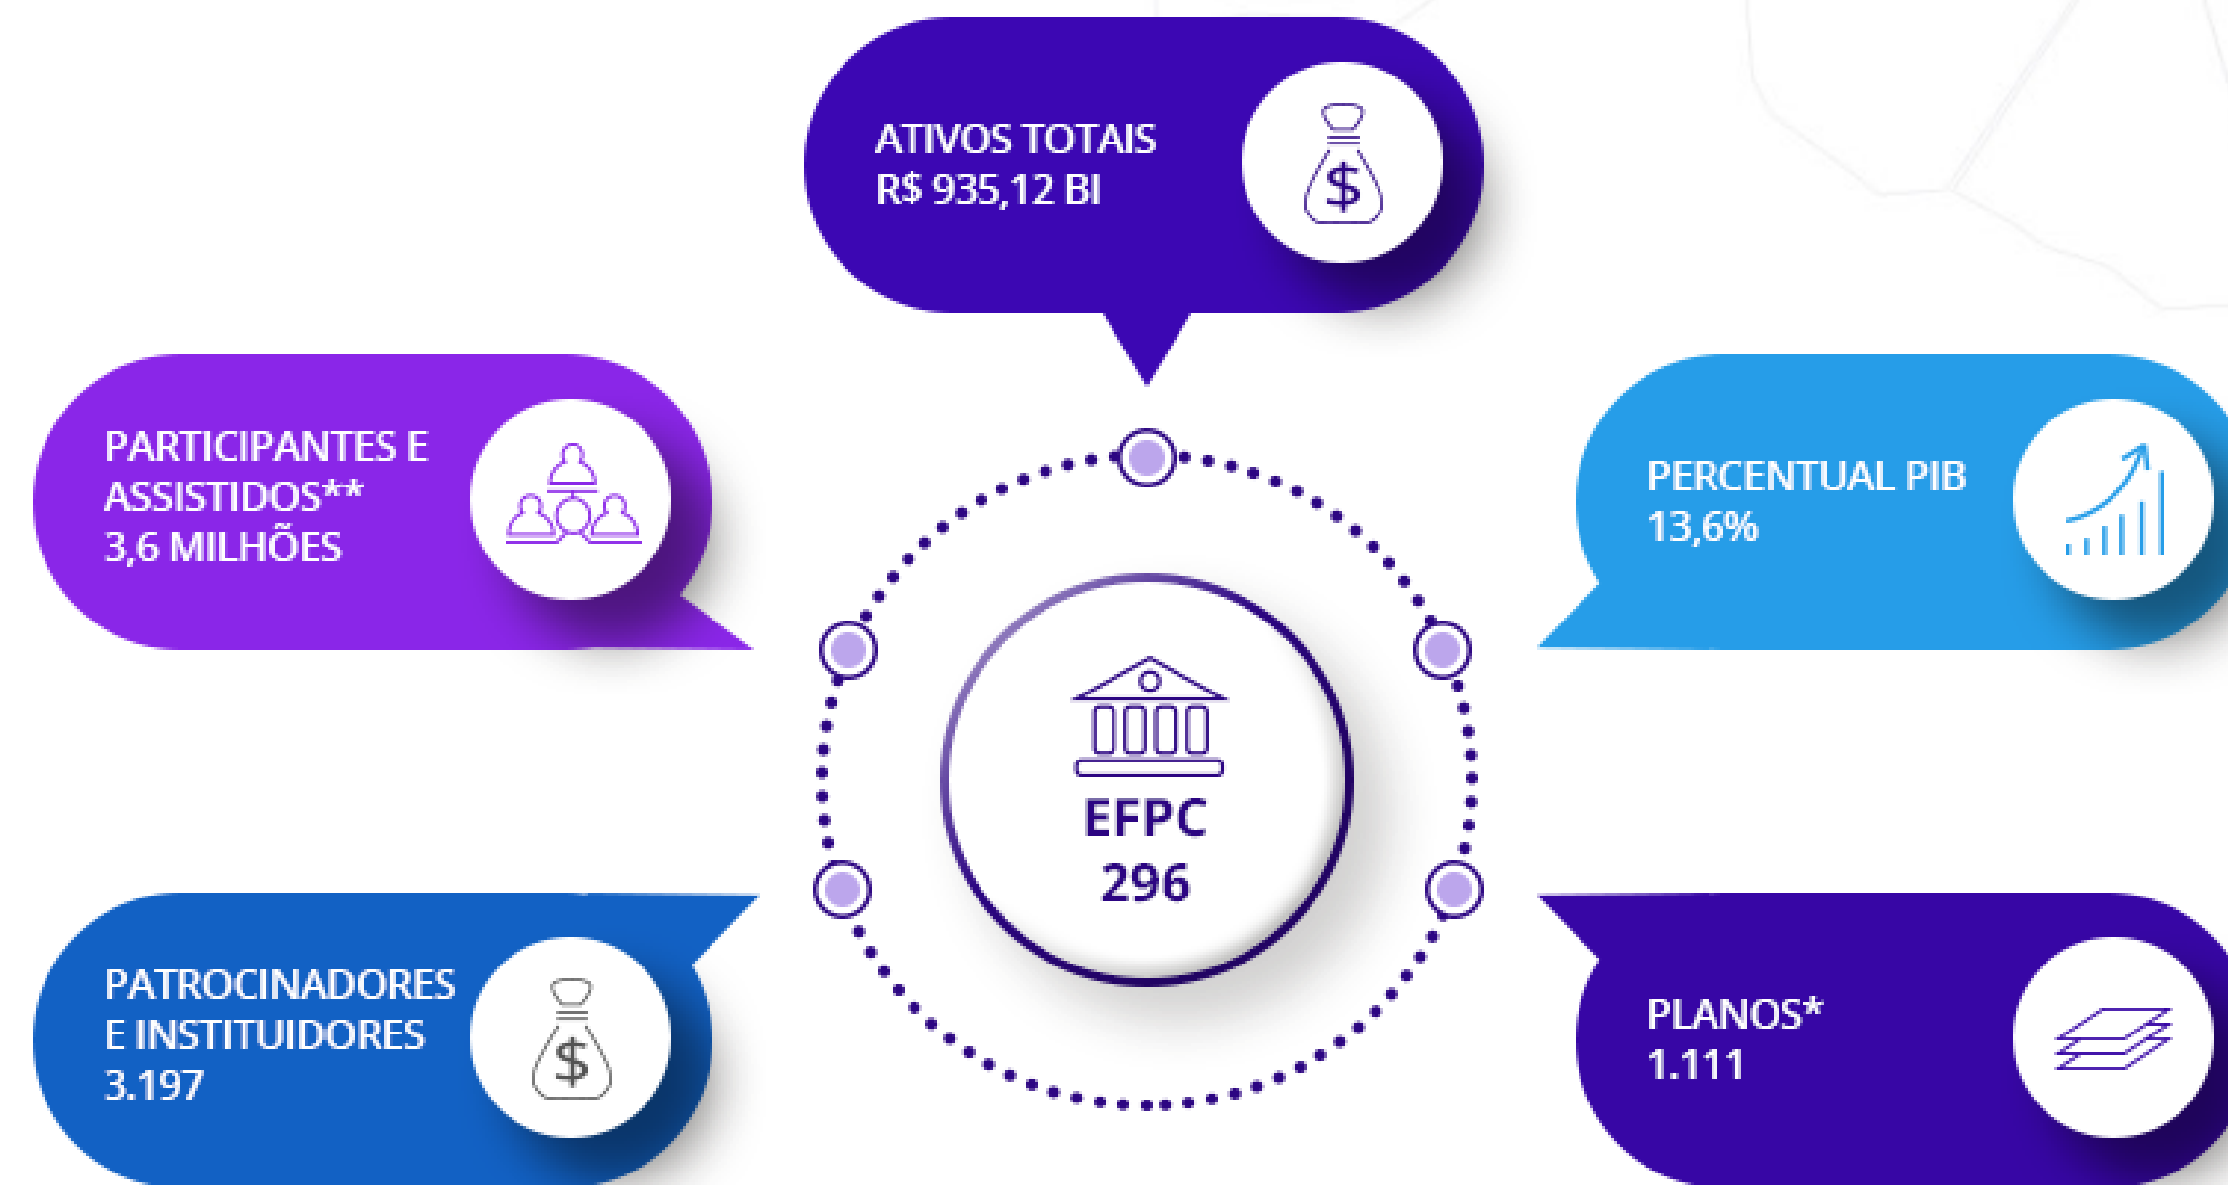 ATIVOS TOTAIS
R$ 935,12 BI
PARTICIPANTES E
ASSISTIDOS**
3,6 MILHÕES
PERCENTUAL PIB
13,6%
EFPC
296
PATROCINADORES
E INSTITUIDORES
3.197
PLANOS*
1.111